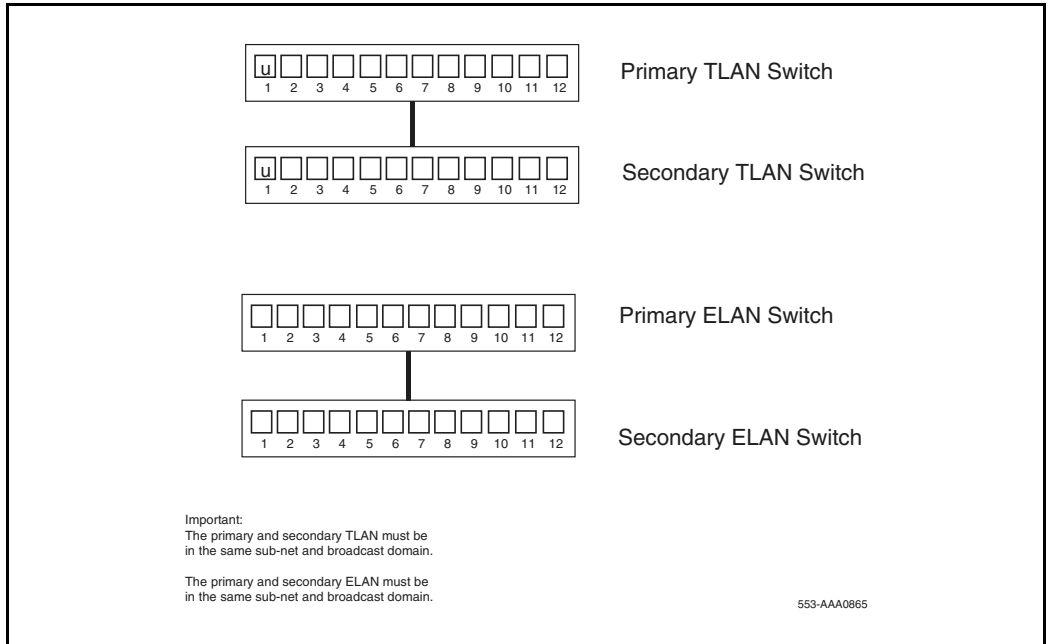 u
1 2 3 4 5 6 7 8 9 10 11 12
Primary TLAN Switch
u
1 2 3 4 5 6 7 8 9 10 11 12
Secondary TLAN Switch
1 2 3 4 5 6 7 8 9 10 11 12
Primary ELAN Switch
1 2 3 4 5 6 7 8 9 10 11 12
Secondary ELAN Switch
Important:
The primary and secondary TLAN must be
in the same sub-net and broadcast domain.
The primary and secondary ELAN must be
in the same sub-net and broadcast domain.
553-AAA0865